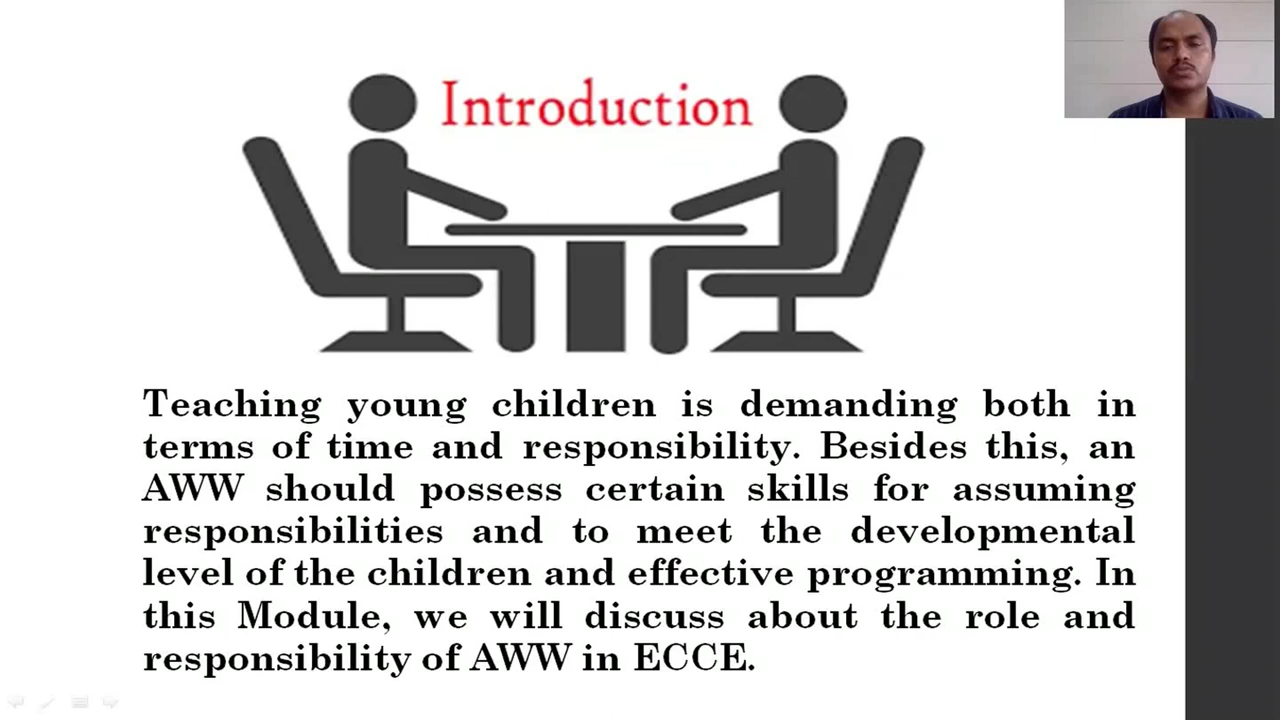 Introduction
Teaching young children is demanding both in
terms of time and responsibility. Besides this, an
AWW should possess certain skills for assuming
responsibilities and to meet the developmental
level of the children and effective programming. In
this Module, we will discuss about the role and
responsibility of AWW in ECCE.